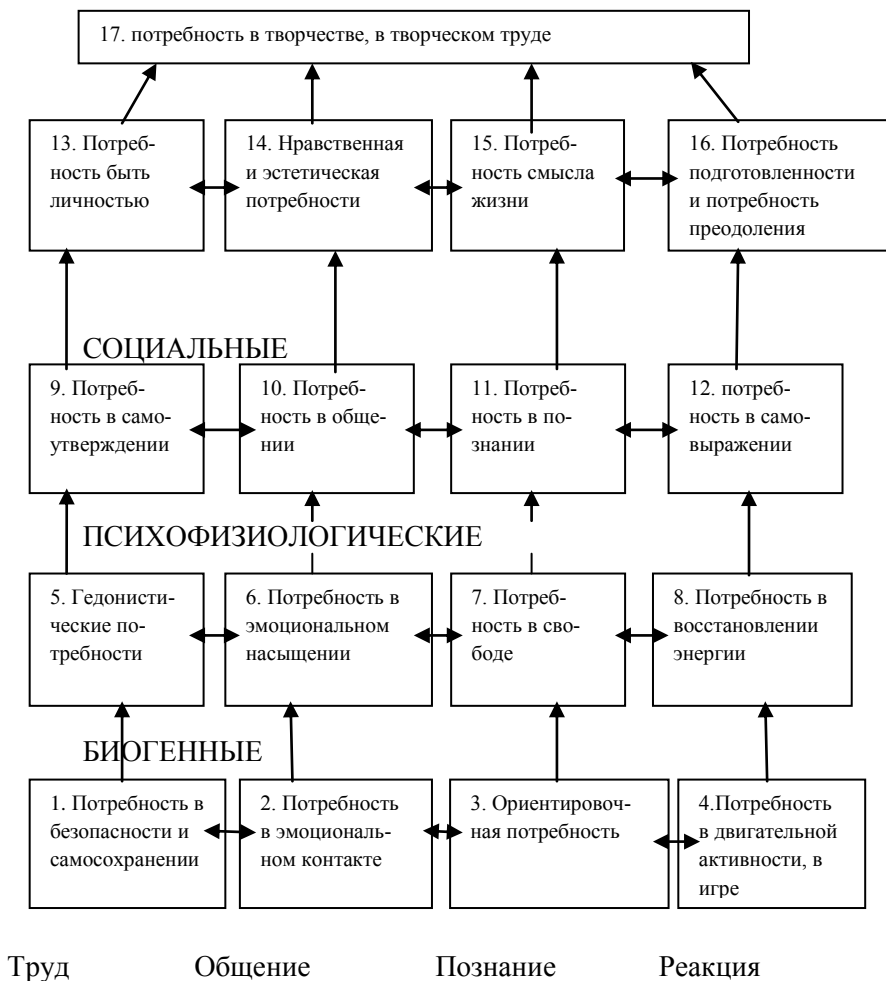 17. потребность в творчестве, в творческом труде
13. Потреб-
ность быть
личностью
14. Нравственная
и эстетическая
потребности
15. Потреб-
ность смысла
жизни
16. Потребность
подготовленности
и потребность
преодоления
СОЦИАЛЬНЫЕ
9. Потреб-
ность в само-
утверждении
10. Потреб-
ность в обще-
нии
11. Потреб-
ность в по-
знании
12. потреб-
ность в само-
выражении
ПСИХОФИЗИОЛОГИЧЕСКИЕ
5. Гедонисти-
ческие по-
требности
6. Потребность в
эмоциональном
насыщении
7. Потреб-
ность в сво-
боде
8. Потребность в
восстановлении
энергии
БИОГЕННЫЕ
1. Потребность в
безопасности и
самосохранении
2. Потребность
в эмоциональ-
ном контакте
3. Ориентировоч-
ная потребность
4.Потребность
в двигательной
активности, в
игре
Труд Общение Познание Реакция